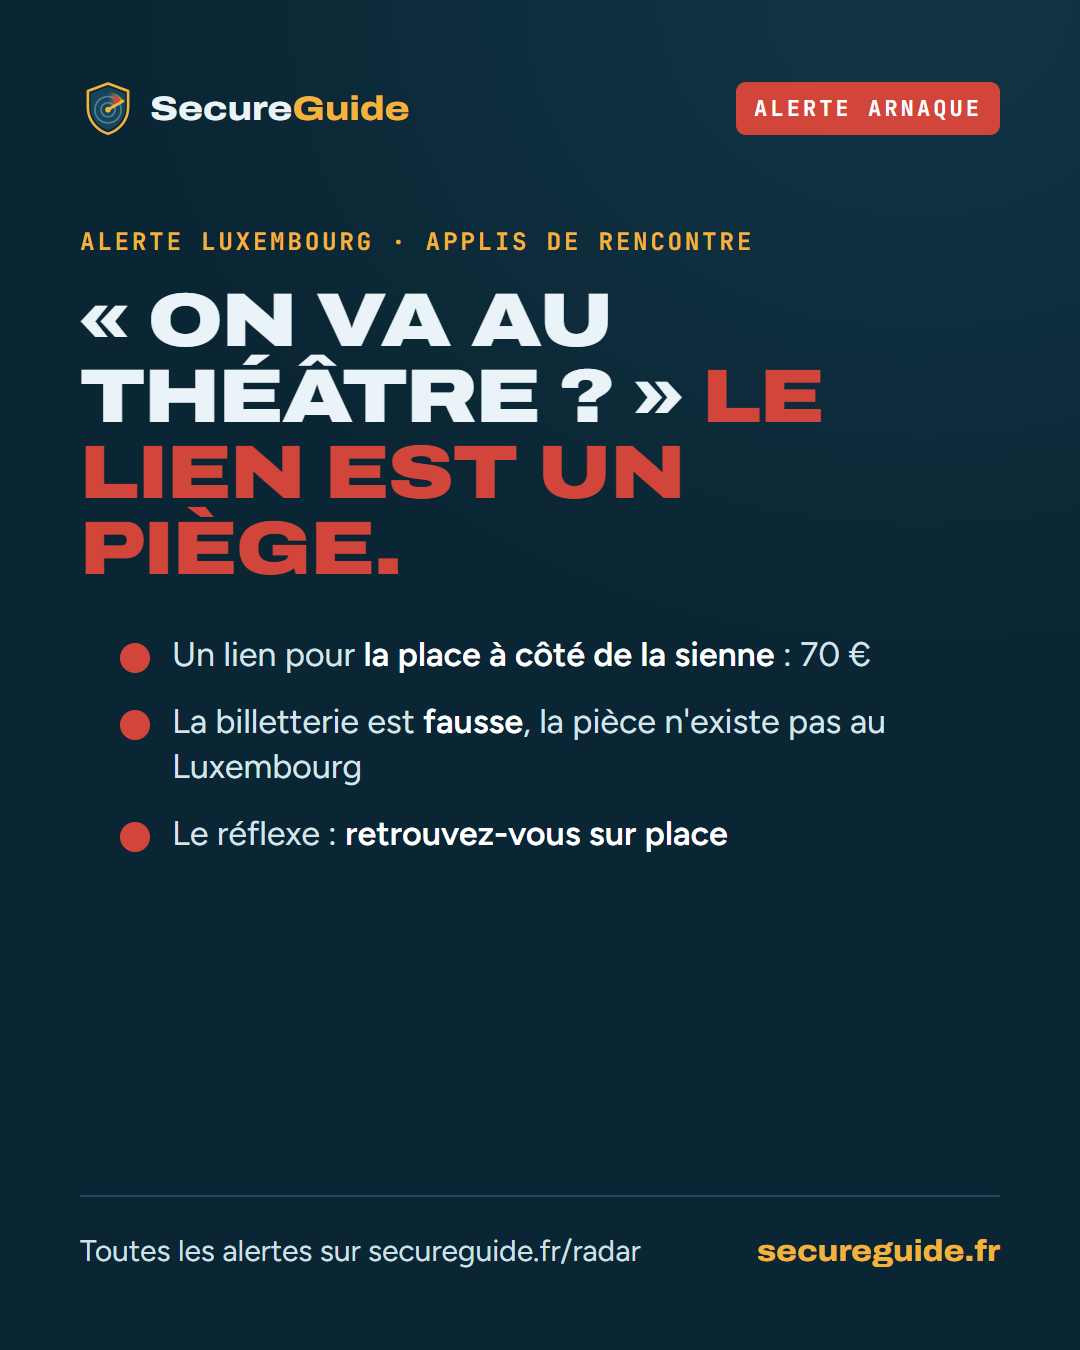 SecureGuide
ALERTE ARNAQUE
ALERTE LUXEMBOURG · APPLIS DE RENCONTRE
« ON VA AU
THÉÂTRE ? » LE
LIEN EST UN
PIÈGE.
Un lien pour la place à côté de la sienne : 70 €
La billetterie est fausse, la pièce n'existe pas au
Luxembourg
Le réflexe : retrouvez-vous sur place
Toutes les alertes sur secureguide.fr/radar
secureguide.fr